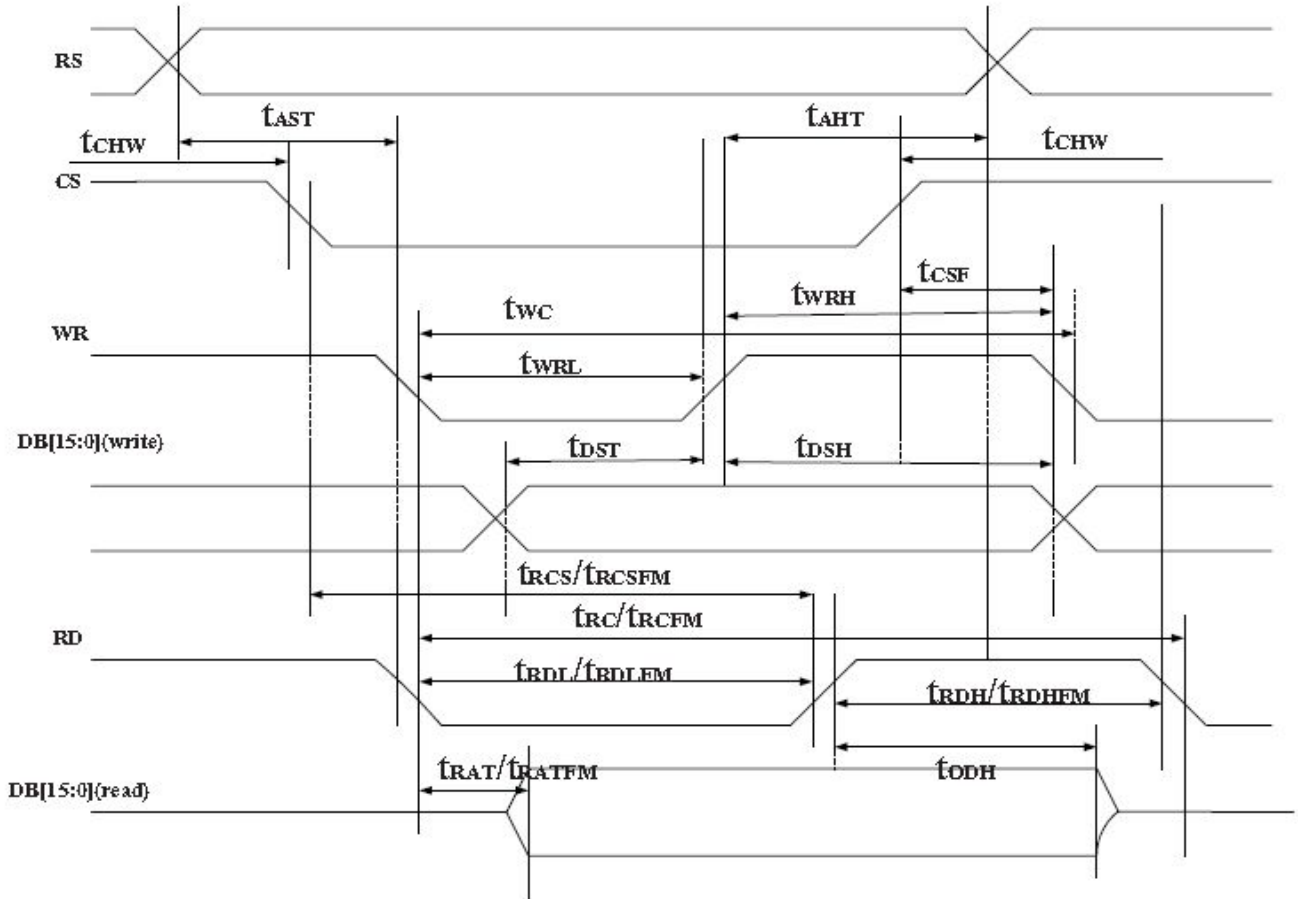 RS
tAST
tAHT
tCHW
tCHW
CS
tCSF
tWRH
tWC
WR
tWRL
DB[15:0](write)
tDST
tDSH
tRCS/tRCSFM
tRC/tRCFM
RD
tRDL/tRDLFM
tRDH/tRDHFM
tRAT/tRATFM
tODH
DB[15:0](read)